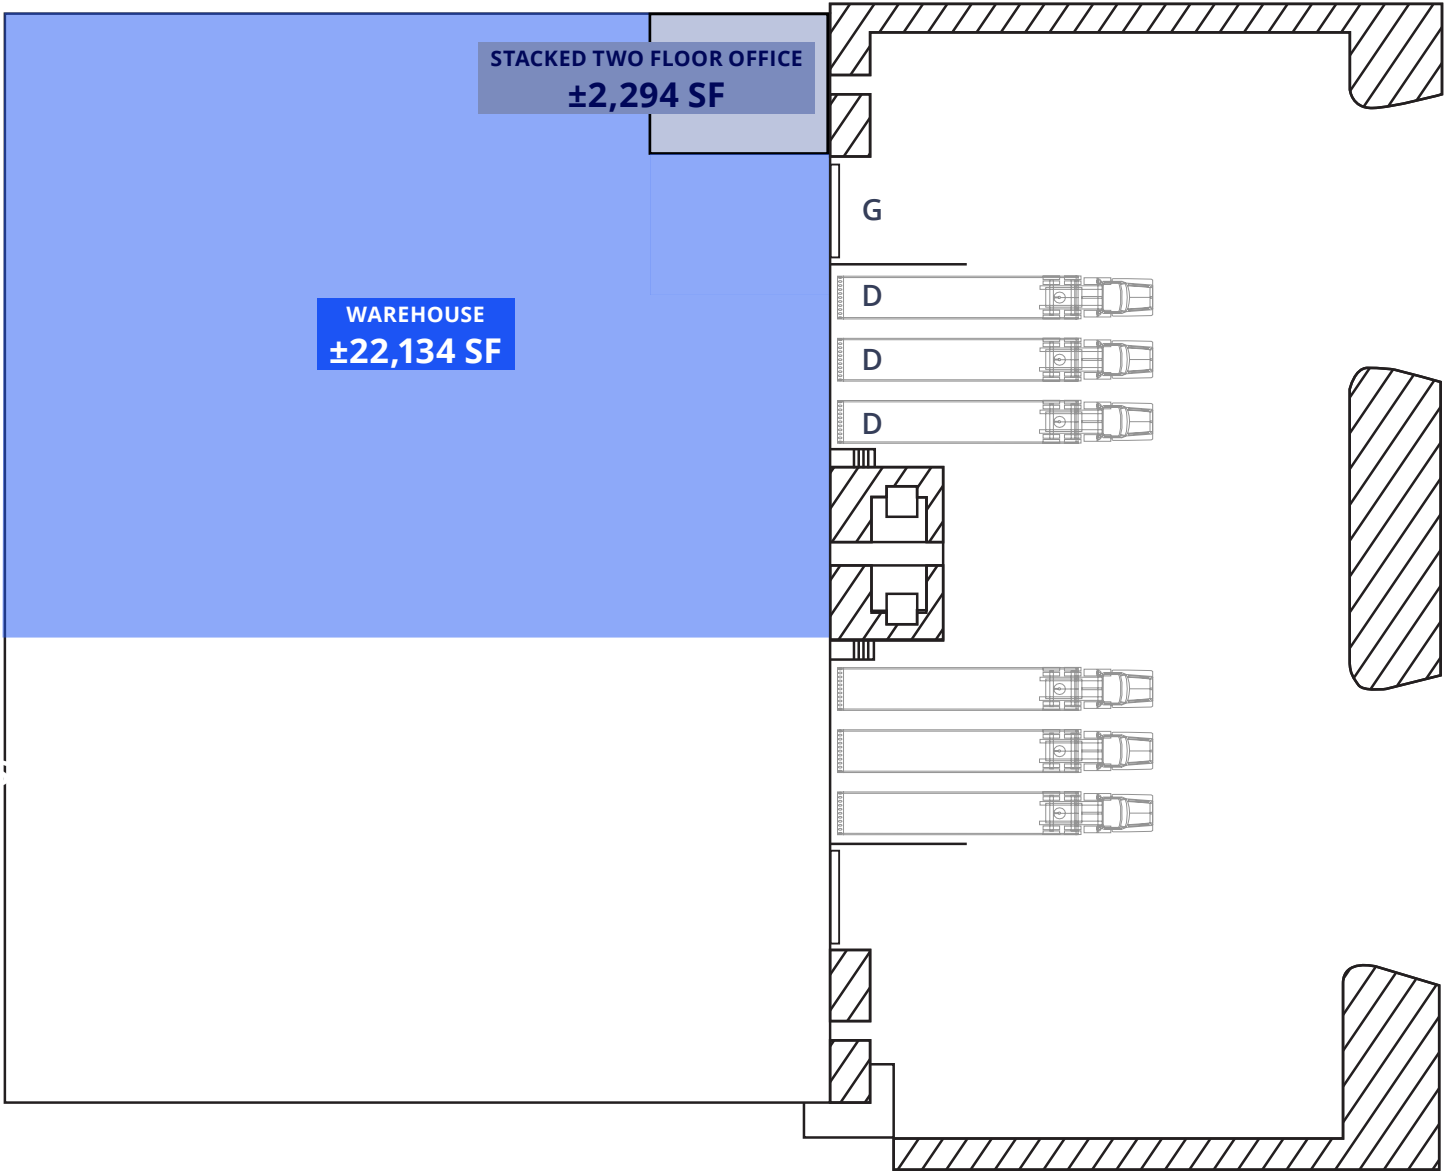 STACKED TWO FLOOR OFFICE
±2,294 SF
G
D
WAREHOUSE
±22,134 SF
D
D